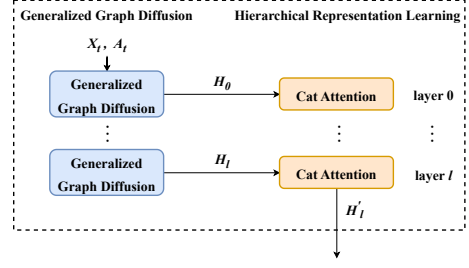 Generalized Graph Diffusion
Hierarchical Representation Learning
X_t , A_t
Generalized
Graph Diffusion
H_0
Cat Attention
layer 0
⋮ ⋮ ⋮
Generalized
Graph Diffusion
H_l
Cat Attention
layer l
H'_l